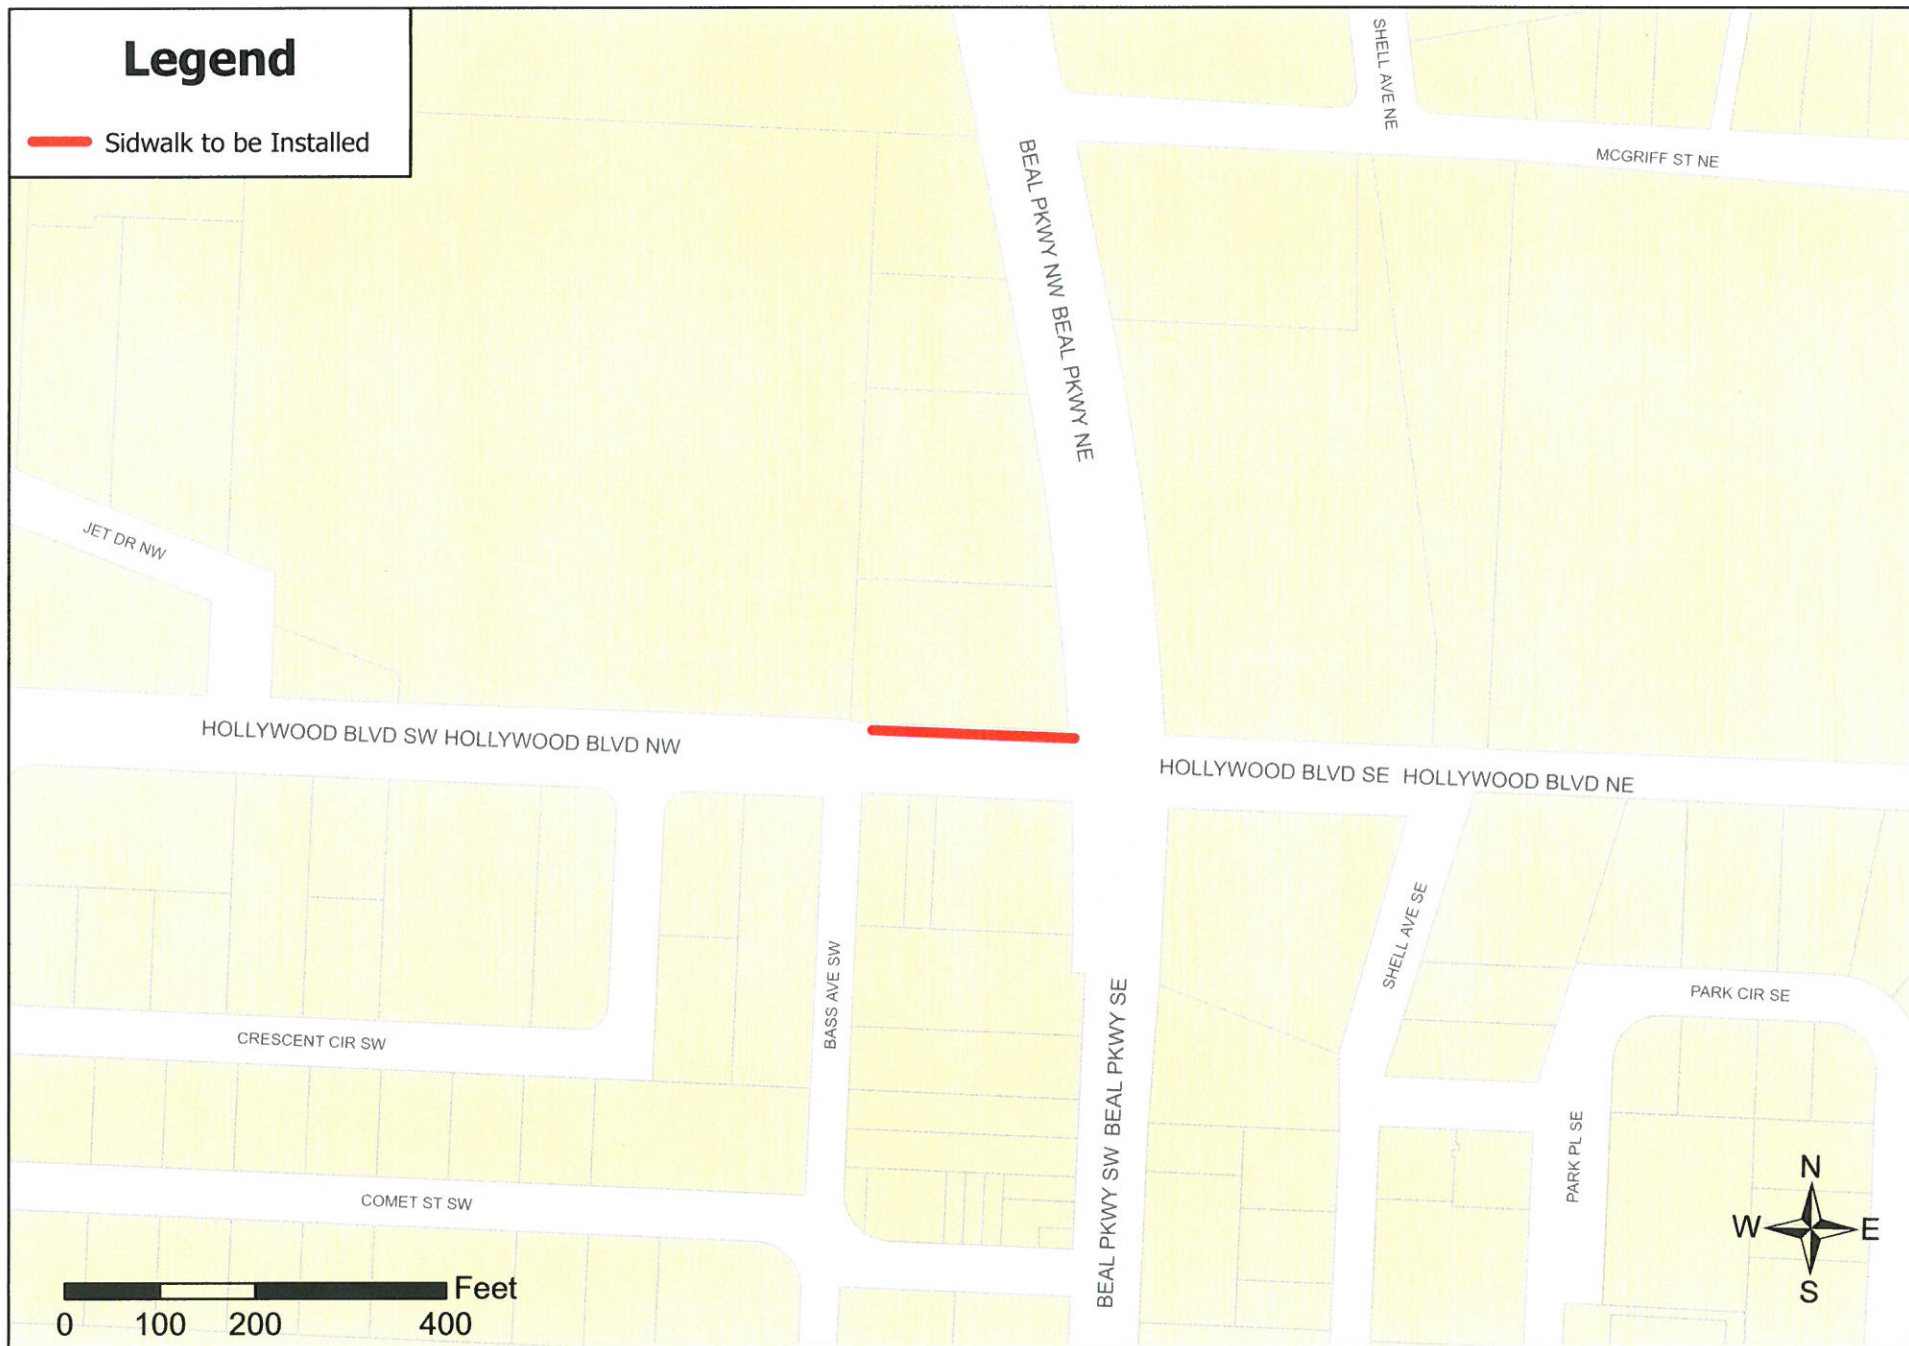 Legend
Sidwalk to be Installed
SHELL AVE NE
MCGRIFF ST NE
BEAL PKWY NW BEAL PKWY NE
JET DR NW
HOLLYWOOD BLVD SW HOLLYWOOD BLVD NW
HOLLYWOOD BLVD SE HOLLYWOOD BLVD NE
SHELL AVE SE
BASS AVE SW
PARK CIR SE
CRESCENT CIR SW
BEAL PKWY SW BEAL PKWY SE
PARK PL SE
COMET ST SW
N
W E
S
Feet
0 100 200 400